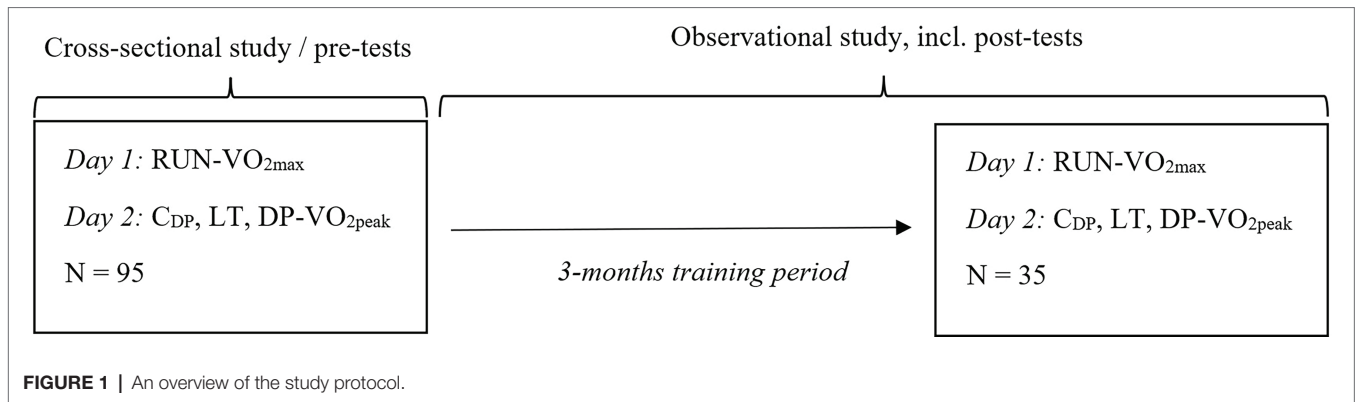 Cross-sectional study / pre-tests
Observational study, incl. post-tests
Day 1: RUN-VO2max
Day 2: CDP, LT, DP-VO2peak
N = 95
3-months training period
Day 1: RUN-VO2max
Day 2: CDP, LT, DP-VO2peak
N = 35
FIGURE 1 | An overview of the study protocol.